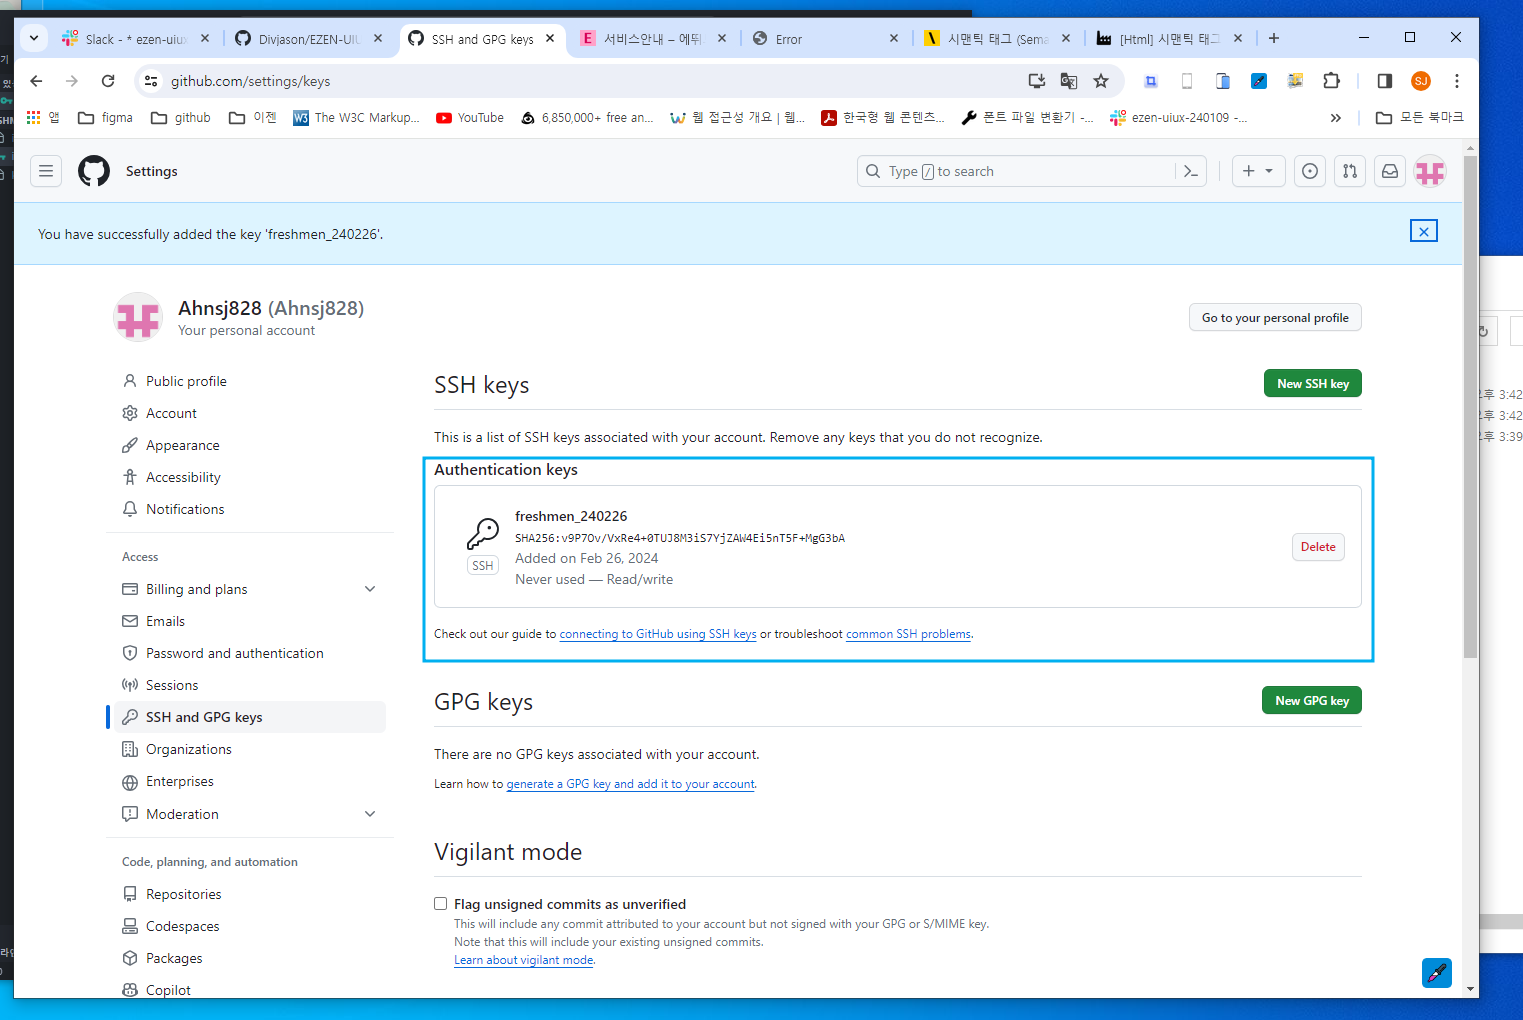 Slack - * ezen-uiux
Divjason/EZEN-UIU
SSH and GPG keys
서비스안내 – 에뛰
Error
시맨틱 태그 (Sema
[Html] 시맨틱 태그
github.com/settings/keys
SJ
앱
figma
github
이젠
The W3C Markup...
YouTube
6,850,000+ free an...
웹 접근성 개요 | 웹...
한국형 웹 콘텐츠...
폰트 파일 변환기 -...
ezen-uiux-240109 -...
모든 북마크
Settings
Type / to search
You have successfully added the key 'freshmen_240226'.
Ahnsj828 (Ahnsj828)
Your personal account
Go to your personal profile
Public profile
Account
Appearance
Accessibility
Notifications
Access
Billing and plans
Emails
Password and authentication
Sessions
SSH and GPG keys
Organizations
Enterprises
Moderation
Code, planning, and automation
Repositories
Codespaces
Packages
Copilot
SSH keys
New SSH key
This is a list of SSH keys associated with your account. Remove any keys that you do not recognize.
Authentication keys
freshmen_240226
SHA256:v9P7Ov/VxRe4+0TUJ8M3iS7YjZAW4Ei5nT5F+MgG3bA
Added on Feb 26, 2024
Never used — Read/write
SSH
Delete
Check out our guide to connecting to GitHub using SSH keys or troubleshoot common SSH problems.
GPG keys
New GPG key
There are no GPG keys associated with your account.
Learn how to generate a GPG key and add it to your account.
Vigilant mode
Flag unsigned commits as unverified
This will include any commit attributed to your account but not signed with your GPG or S/MIME key.
Note that this will include your existing unsigned commits.
Learn about vigilant mode.
오후 3:42
오후 3:42
오후 3:39